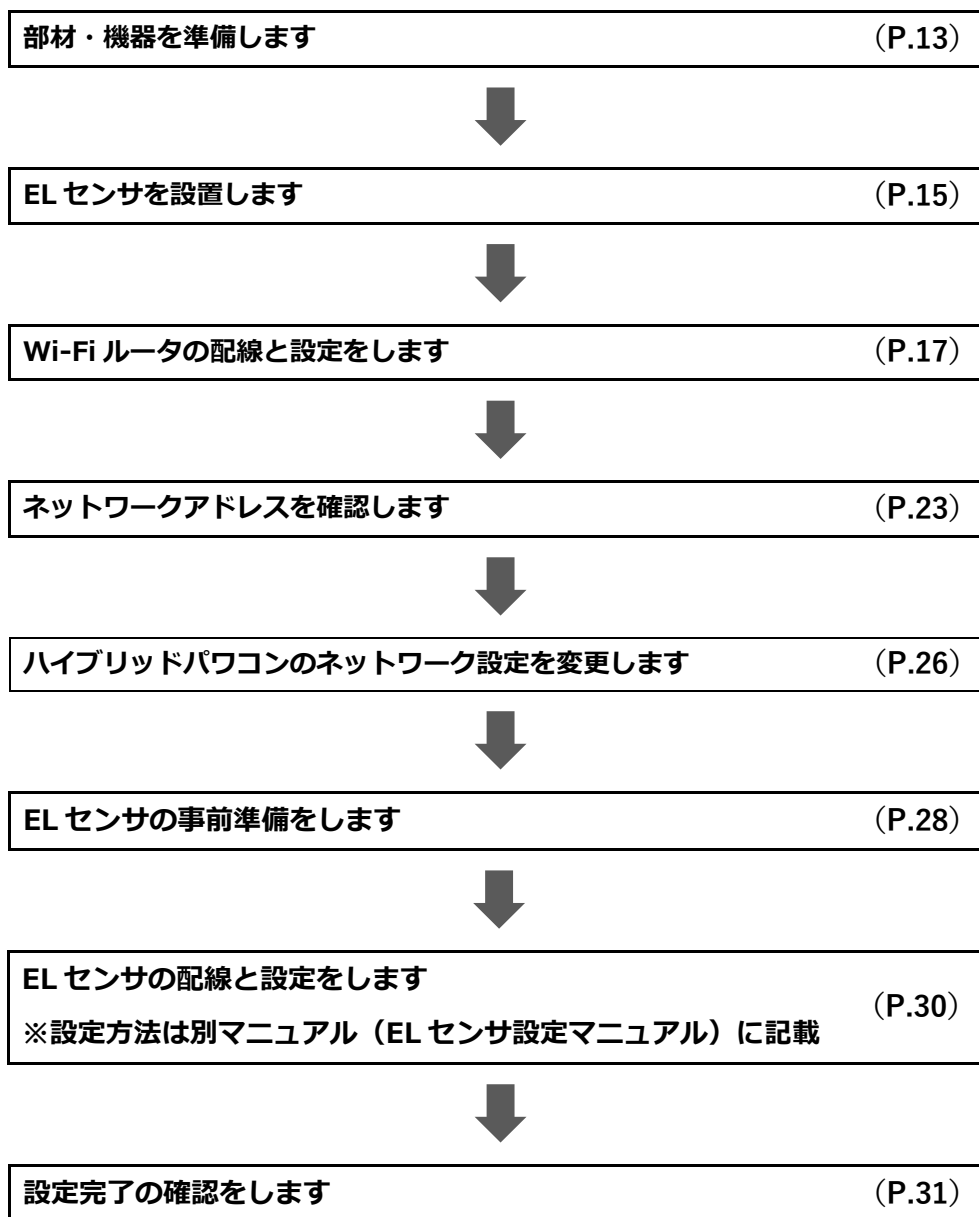 部材・機器を準備します （P.13）
EL センサを設置します （P.15）
Wi-Fi ルータの配線と設定をします （P.17）
ネットワークアドレスを確認します （P.23）
ハイブリッドパワコンのネットワーク設定を変更します （P.26）
EL センサの事前準備をします （P.28）
EL センサの配線と設定をします
（P.30）
※設定方法は別マニュアル（EL センサ設定マニュアル）に記載
設定完了の確認をします （P.31）